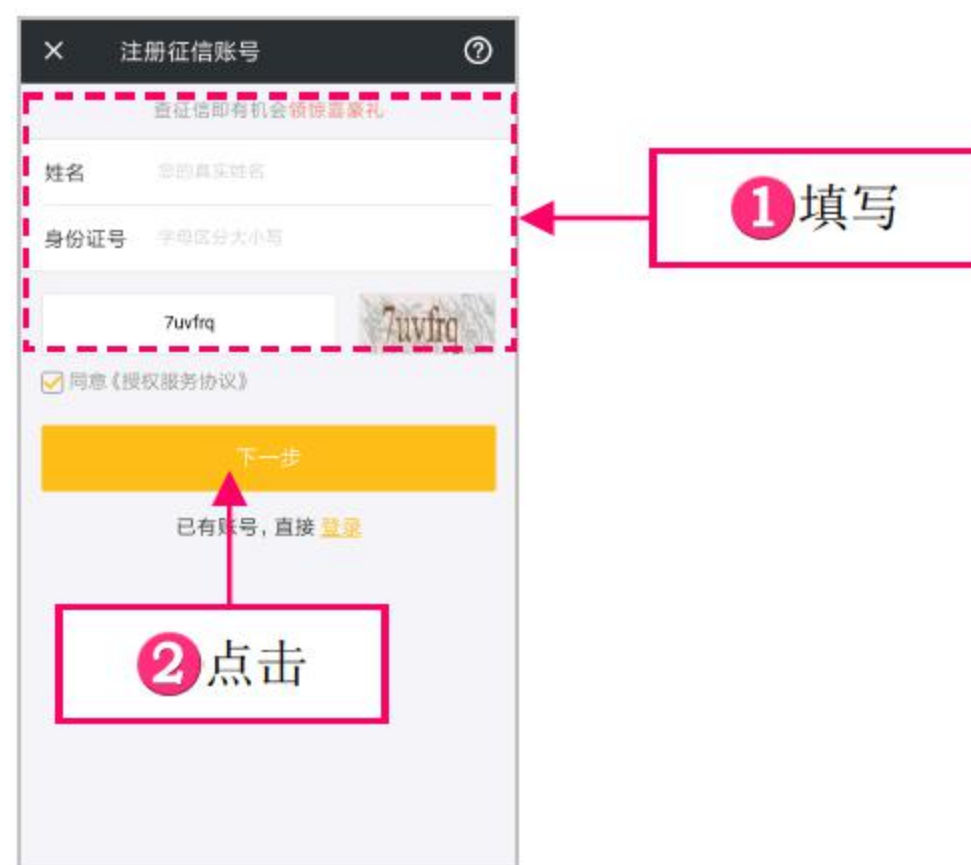 × 注册征信账号 ?
查征信即有机会领惊喜豪礼
姓名 您的真实姓名
身份证号 字母区分大小写
7uvfrq 7uvfrq
同意《授权服务协议》
下一步
已有账号，直接 登录
1填写
2点击